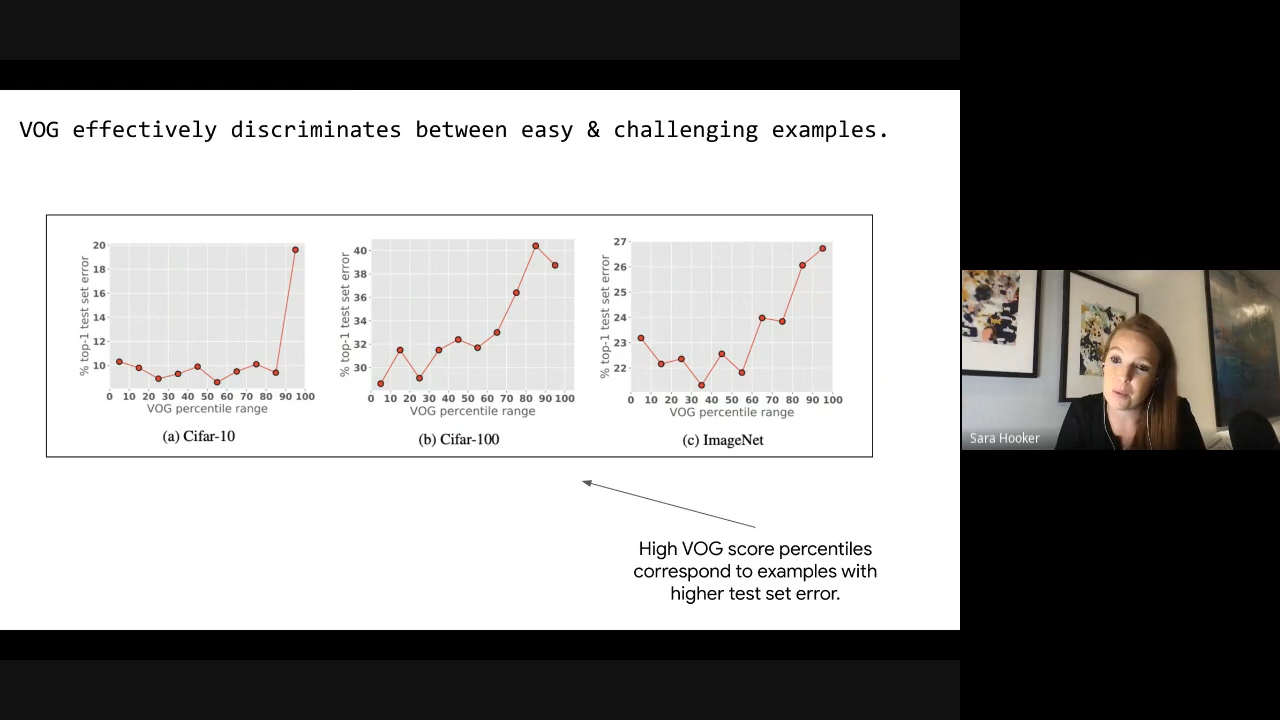 VOG effectively discriminates between easy & challenging examples.
% top-1 test set error
20
18
16
14
12
10
0 10 20 30 40 50 60 70 80 90 100
VOG percentile range
(a) Cifar-10
% top-1 test set error
40
38
36
34
32
30
0 10 20 30 40 50 60 70 80 90 100
VOG percentile range
(b) Cifar-100
% top-1 test set error
27
26
25
24
23
22
0 10 20 30 40 50 60 70 80 90 100
VOG percentile range
(c) ImageNet
High VOG score percentiles
correspond to examples with
higher test set error.
Sara Hooker